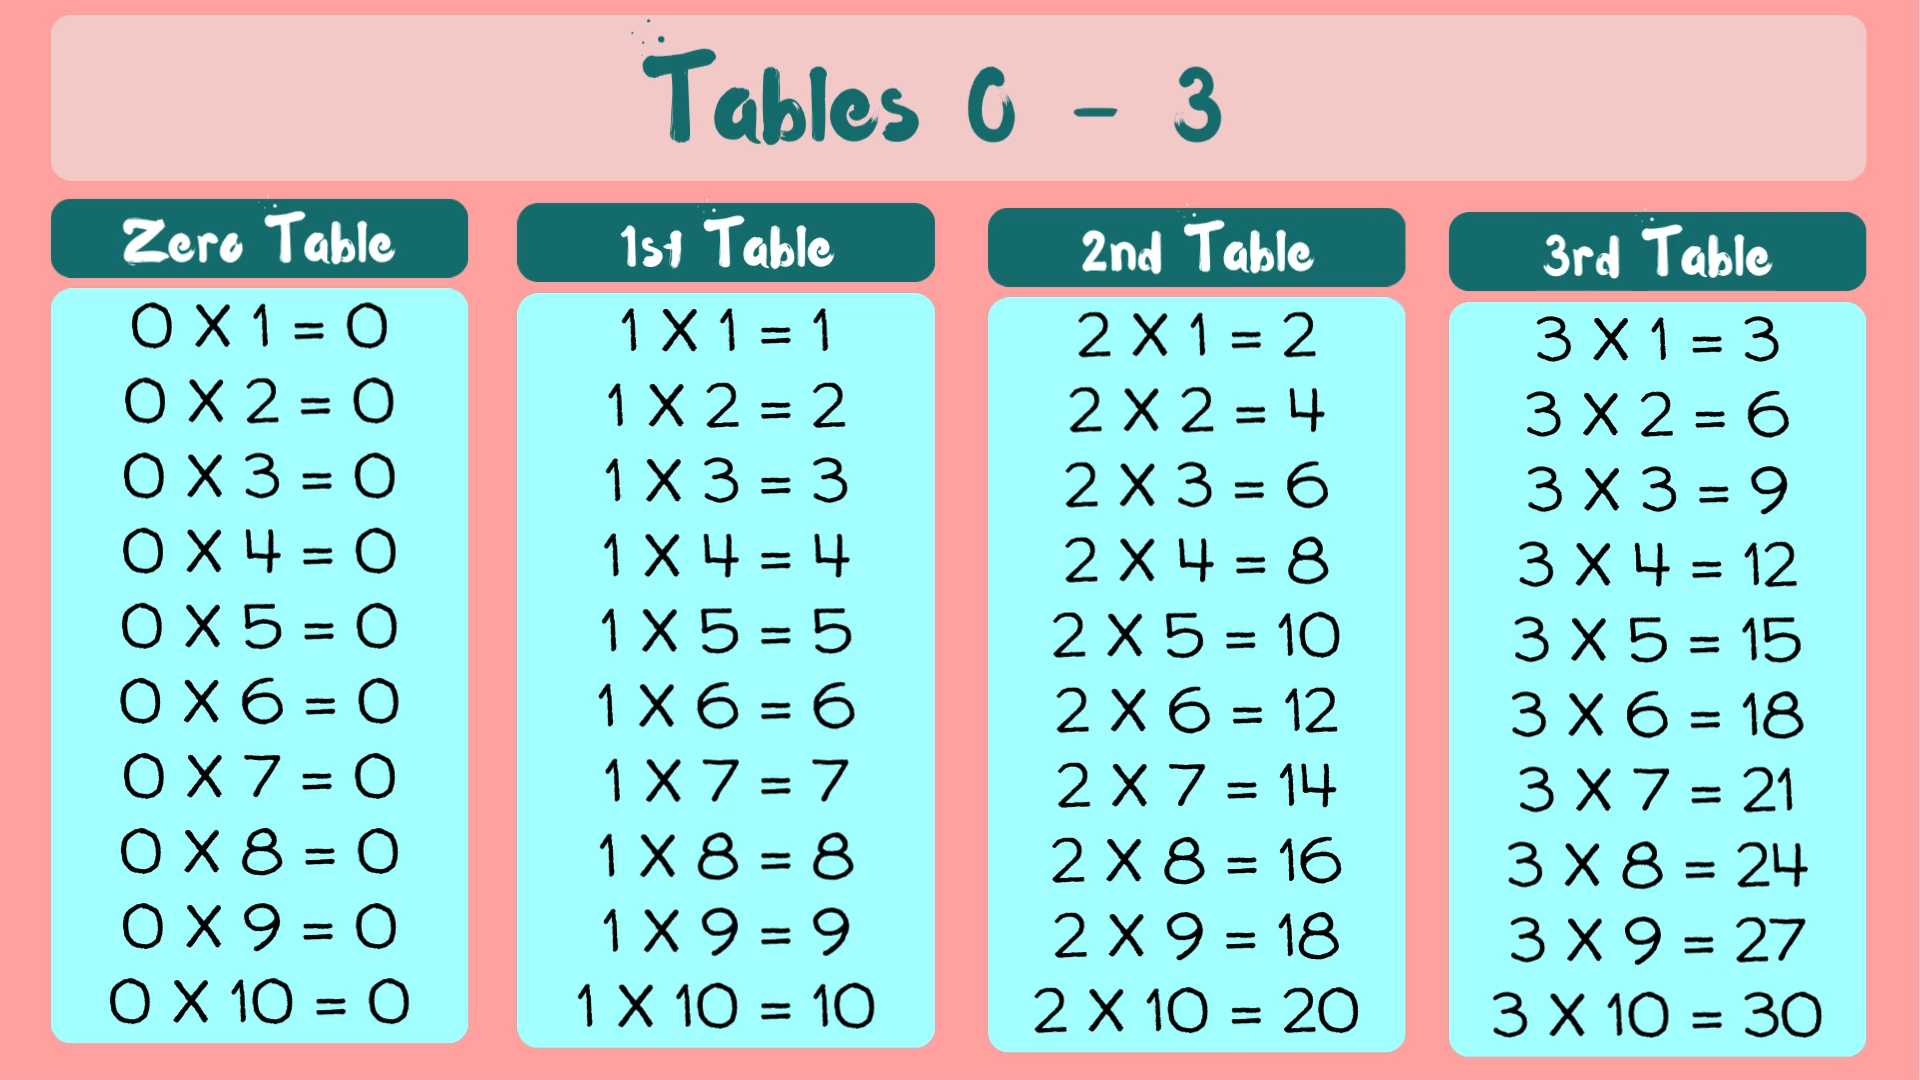 Tables 0 - 3
Zero Table
0 X 1 = 0
0 X 2 = 0
0 X 3 = 0
0 X 4 = 0
0 X 5 = 0
0 X 6 = 0
0 X 7 = 0
0 X 8 = 0
0 X 9 = 0
0 X 10 = 0
1st Table
1 X 1 = 1
1 X 2 = 2
1 X 3 = 3
1 X 4 = 4
1 X 5 = 5
1 X 6 = 6
1 X 7 = 7
1 X 8 = 8
1 X 9 = 9
1 X 10 = 10
2nd Table
2 X 1 = 2
2 X 2 = 4
2 X 3 = 6
2 X 4 = 8
2 X 5 = 10
2 X 6 = 12
2 X 7 = 14
2 X 8 = 16
2 X 9 = 18
2 X 10 = 20
3rd Table
3 X 1 = 3
3 X 2 = 6
3 X 3 = 9
3 X 4 = 12
3 X 5 = 15
3 X 6 = 18
3 X 7 = 21
3 X 8 = 24
3 X 9 = 27
3 X 10 = 30